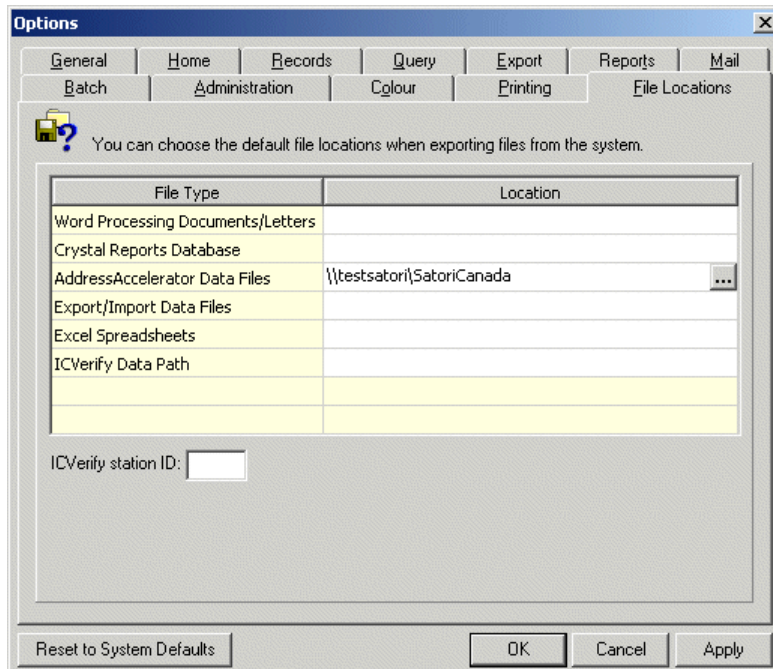 Options
General Home Records Query Export Reports Mail
Batch Administration Colour Printing File Locations
You can choose the default file locations when exporting files from the system.
File Type Location
Word Processing Documents/Letters
Crystal Reports Database
AddressAccelerator Data Files \\testsatori\SatoriCanada ...
Export/Import Data Files
Excel Spreadsheets
ICVerify Data Path
ICVerify station ID:
Reset to System Defaults OK Cancel Apply